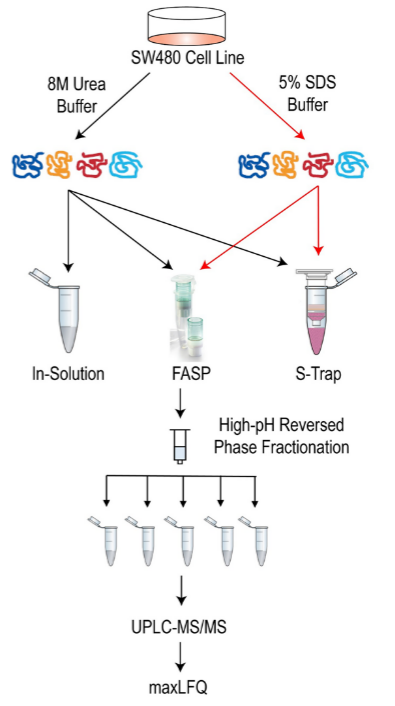 SW480 Cell Line
8M Urea
Buffer
5% SDS
Buffer
In-Solution
FASP
S-Trap
High-pH Reversed
Phase Fractionation
UPLC-MS/MS
maxLFQ